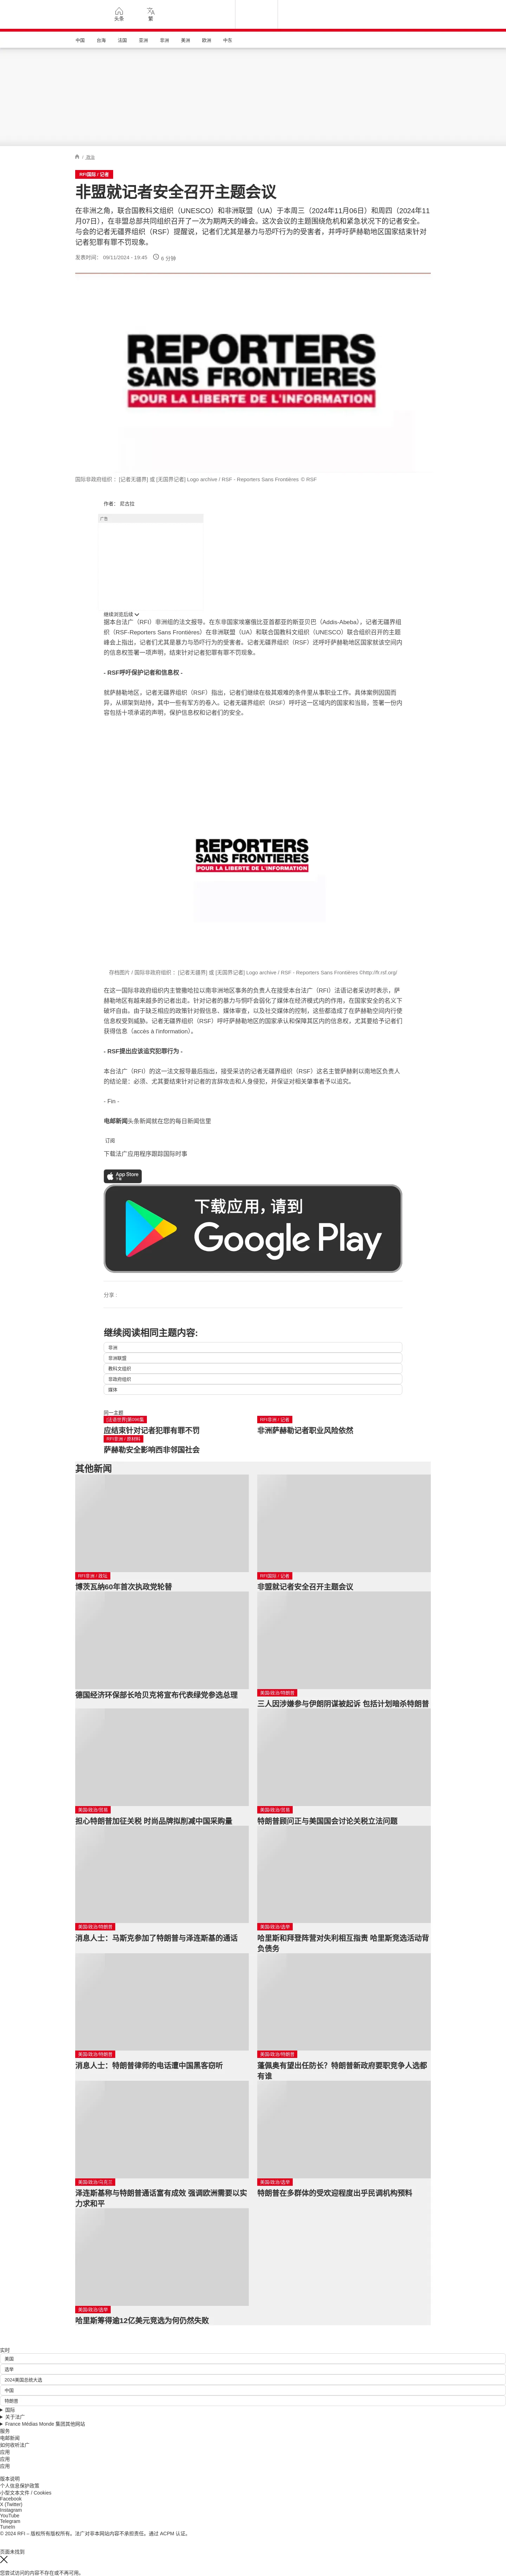 头条
繁
中国
台海
法国
亚洲
非洲
美洲
欧洲
中东
/ 政治
RFI国际 / 记者
非盟就记者安全召开主题会议
在非洲之角，联合国教科文组织（UNESCO）和非洲联盟（UA）于本周三（2024年11月06日）和周四（2024年11
月07日），在非盟总部共同组织召开了一次为期两天的峰会。这次会议的主题围绕危机和紧急状况下的记者安全。
与会的记者无疆界组织（RSF）提醒说，记者们尤其是暴力与恐吓行为的受害者，并呼吁萨赫勒地区国家结束针对
记者犯罪有罪不罚现象。
发表时间： 09/11/2024 - 19:45
6 分钟
REPORTERS
SANS FRONTIERES
POUR LA LIBERTE DE L'INFORMATION
国际非政府组织 ：[记者无疆界] 或 [无国界记者] Logo archive / RSF - Reporters Sans Frontières © RSF
作者： 尼古拉
广告
继续浏览后续
据本台法广（RFI）非洲组的法文报导，在东非国家埃塞俄比亚首都亚的斯亚贝巴（Addis-Abeba），记者无疆界组
织（RSF-Reporters Sans Frontières）在非洲联盟（UA）和联合国教科文组织（UNESCO）联合组织召开的主题
峰会上指出，记者们尤其是暴力与恐吓行为的受害者。记者无疆界组织（RSF）还呼吁萨赫勒地区国家就该空间内
的信息权签署一项声明，结束针对记者犯罪有罪不罚现象。
- RSF呼吁保护记者和信息权 -
就萨赫勒地区，记者无疆界组织（RSF）指出，记者们继续在极其艰难的条件里从事职业工作。具体案例因国而
异，从绑架到劫持，其中一些有军方的卷入。记者无疆界组织（RSF）呼吁这一区域内的国家和当局，签署一份内
容包括十项承诺的声明，保护信息权和记者们的安全。
REPORTERS
SANS FRONTIERES
POUR LA LIBERTE DE L'INFORMATION
存档图片 / 国际非政府组织 ：[记者无疆界] 或 [无国界记者] Logo archive / RSF - Reporters Sans Frontières ©http://fr.rsf.org/
在这一国际非政府组织内主管撒哈拉以南非洲地区事务的负责人在接受本台法广（RFI）法语记者采访时表示，萨
赫勒地区有越来越多的记者出走。针对记者的暴力与恫吓会弱化了媒体在经济模式内的作用，在国家安全的名义下
破坏自由。由于缺乏相应的政策针对假信息、媒体审查，以及社交媒体的控制，这些都造成了在萨赫勒空间内行使
信息权受到威胁。记者无疆界组织（RSF）呼吁萨赫勒地区的国家承认和保障其区内的信息权，尤其要给予记者们
获得信息（accès à l'information）。
- RSF提出应该追究犯罪行为 -
本台法广（RFI）的这一法文报导最后指出，接受采访的记者无疆界组织（RSF）这名主管萨赫剌以南地区负责人
的结论是：必须、尤其要结束针对记者的言辞攻击和人身侵犯，并保证对相关肇事者予以追究。
- Fin -
电邮新闻头条新闻就在您的每日新闻信里
订阅
下载法广应用程序跟踪国际时事
App Store
下载
下载应用，请到
Google Play
分享 :
继续阅读相同主题内容:
非洲
非洲联盟
教科文组织
非政府组织
媒体
同一主题
应结束针对记者犯罪有罪不罚
RFI非洲 / 记者
非洲萨赫勒记者职业风险依然
萨赫勒安全影响西非邻国社会
其他新闻
RFI非洲 / 政坛
博茨瓦纳60年首次执政党轮替
RFI国际 / 记者
非盟就记者安全召开主题会议
德国经济环保部长哈贝克将宣布代表绿党参选总理
美国/政治/特朗普
三人因涉嫌参与伊朗阴谋被起诉 包括计划暗杀特朗普
美国/政治/贸易
担心特朗普加征关税 时尚品牌拟削减中国采购量
美国/政治/贸易
特朗普顾问正与美国国会讨论关税立法问题
美国/政治/特朗普
消息人士：马斯克参加了特朗普与泽连斯基的通话
美国/政治/选举
哈里斯和拜登阵营对失利相互指责 哈里斯竞选活动背
负债务
美国/政治/特朗普
消息人士：特朗普律师的电话遭中国黑客窃听
美国/政治/特朗普
蓬佩奥有望出任防长？特朗普新政府要职竞争人选都
有谁
美国/政治/乌克兰
泽连斯基称与特朗普通话富有成效 强调欧洲需要以实
力求和平
美国/政治/选举
特朗普在多群体的受欢迎程度出乎民调机构预料
美国/政治/选举
哈里斯筹得逾12亿美元竞选为何仍然失败
实时
美国
选举
2024美国总统大选
中国
特朗普
国际
关于法广
France Médias Monde 集团其他网站
服务
电邮新闻
如何收听法广
应用
应用
应用
版本说明
个人信息保护政策
小型文本文件 / Cookies
Facebook
X (Twitter)
Instagram
YouTube
Telegram
TuneIn
© 2024 RFI – 版权所有版权所有。法广对非本网站内容不承担责任。通过 ACPM 认证。
页面未找到
您尝试访问的内容不存在或不再可用。